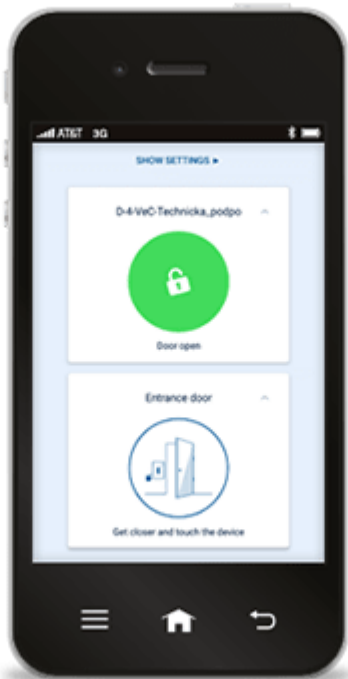 AT&T 3G
SHOW SETTINGS ▸
D-4-VeC-Technicka_podpo
Door open
Entrance door
Get closer and touch the device